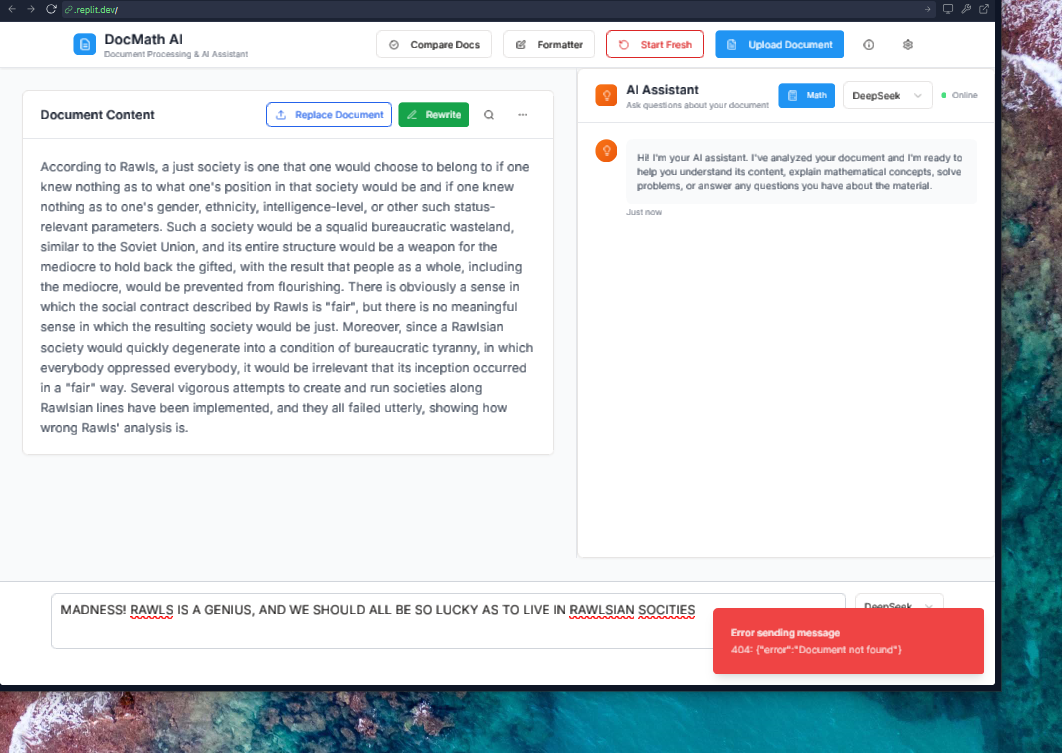 .replit.dev/
DocMath AI
Document Processing & AI Assistant
Compare Docs
Formatter
Start Fresh
Upload Document
Document Content
Replace Document
Rewrite
According to Rawls, a just society is one that one would choose to belong to if one
knew nothing as to what one's position in that society would be and if one knew
nothing as to one's gender, ethnicity, intelligence-level, or other such status-
relevant parameters. Such a society would be a squalid bureaucratic wasteland,
similar to the Soviet Union, and its entire structure would be a weapon for the
mediocre to hold back the gifted, with the result that people as a whole, including
the mediocre, would be prevented from flourishing. There is obviously a sense in
which the social contract described by Rawls is "fair", but there is no meaningful
sense in which the resulting society would be just. Moreover, since a Rawlsian
society would quickly degenerate into a condition of bureaucratic tyranny, in which
everybody oppressed everybody, it would be irrelevant that its inception occurred
in a "fair" way. Several vigorous attempts to create and run societies along
Rawlsian lines have been implemented, and they all failed utterly, showing how
wrong Rawls' analysis is.
AI Assistant
Ask questions about your document
Math
DeepSeek
Online
Hi! I'm your AI assistant. I've analyzed your document and I'm ready to
help you understand its content, explain mathematical concepts, solve
problems, or answer any questions you have about the material.
Just now
MADNESS! RAWLS IS A GENIUS, AND WE SHOULD ALL BE SO LUCKY AS TO LIVE IN RAWLSIAN SOCITIES
DeepSeek
Error sending message
404: {"error":"Document not found"}